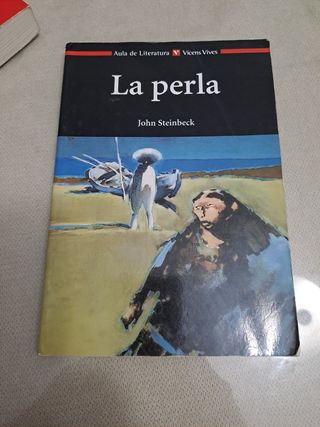 Aula de Literatura V Vicens Vives
La perla
John Steinbeck